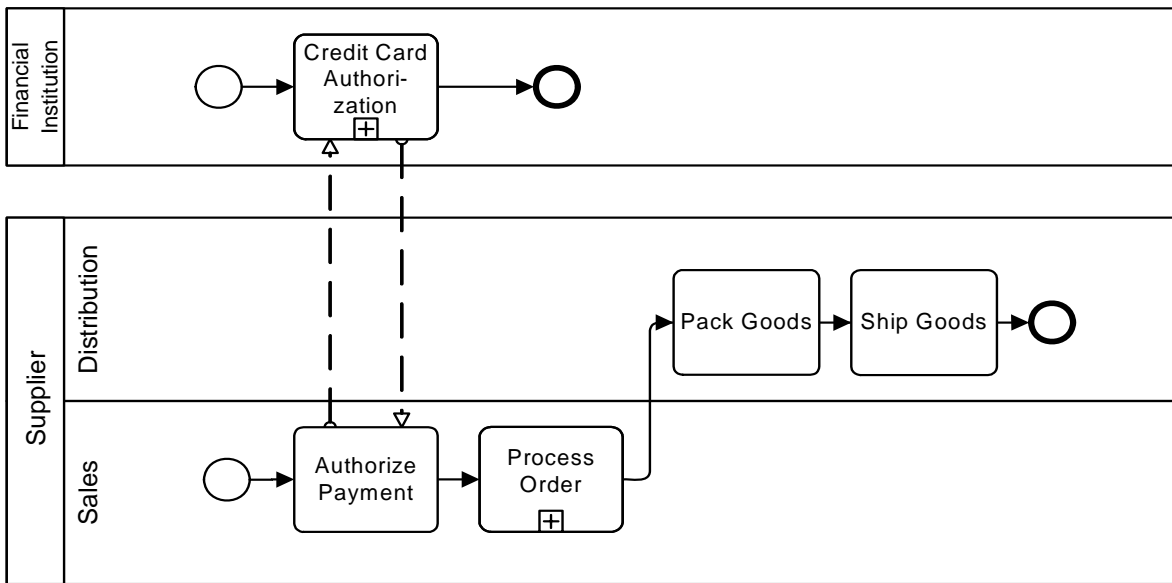 Financial
Institution
Credit Card
Authori-
zation
Supplier
Distribution
Pack Goods
Ship Goods
Sales
Authorize
Payment
Process
Order